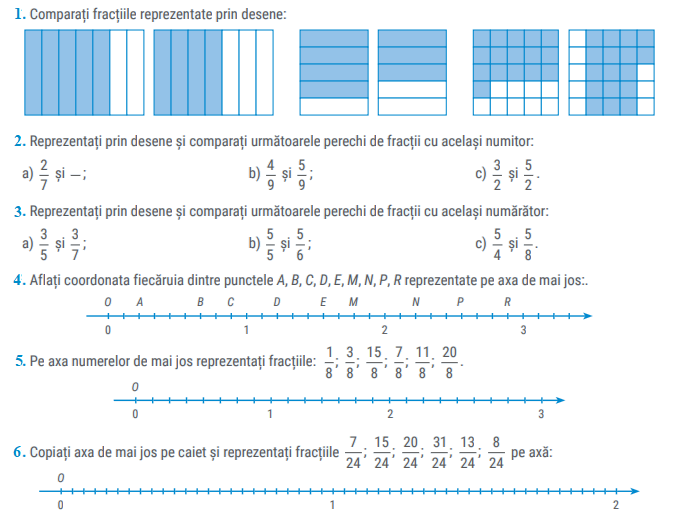 1. Comparați fracțiile reprezentate prin desene:
2. Reprezentați prin desene și comparați următoarele perechi de fracții cu același numitor:
a) 2/7 și –; b) 4/9 și 5/9; c) 3/2 și 5/2.
3. Reprezentați prin desene și comparați următoarele perechi de fracții cu același numărător:
a) 3/5 și 3/7; b) 5/5 și 5/6; c) 5/4 și 5/8.
4. Aflați coordonata fiecăruia dintre punctele A, B, C, D, E, M, N, P, R reprezentate pe axa de mai jos:.
O A B C D E M N P R
0 1 2 3
5. Pe axa numerelor de mai jos reprezentați fracțiile: 1/8; 3/8; 15/8; 7/8; 11/8; 20/8.
O
0 1 2 3
6. Copiați axa de mai jos pe caiet și reprezentați fracțiile 7/24; 15/24; 20/24; 31/24; 13/24; 8/24 pe axă:
O
0 1 2